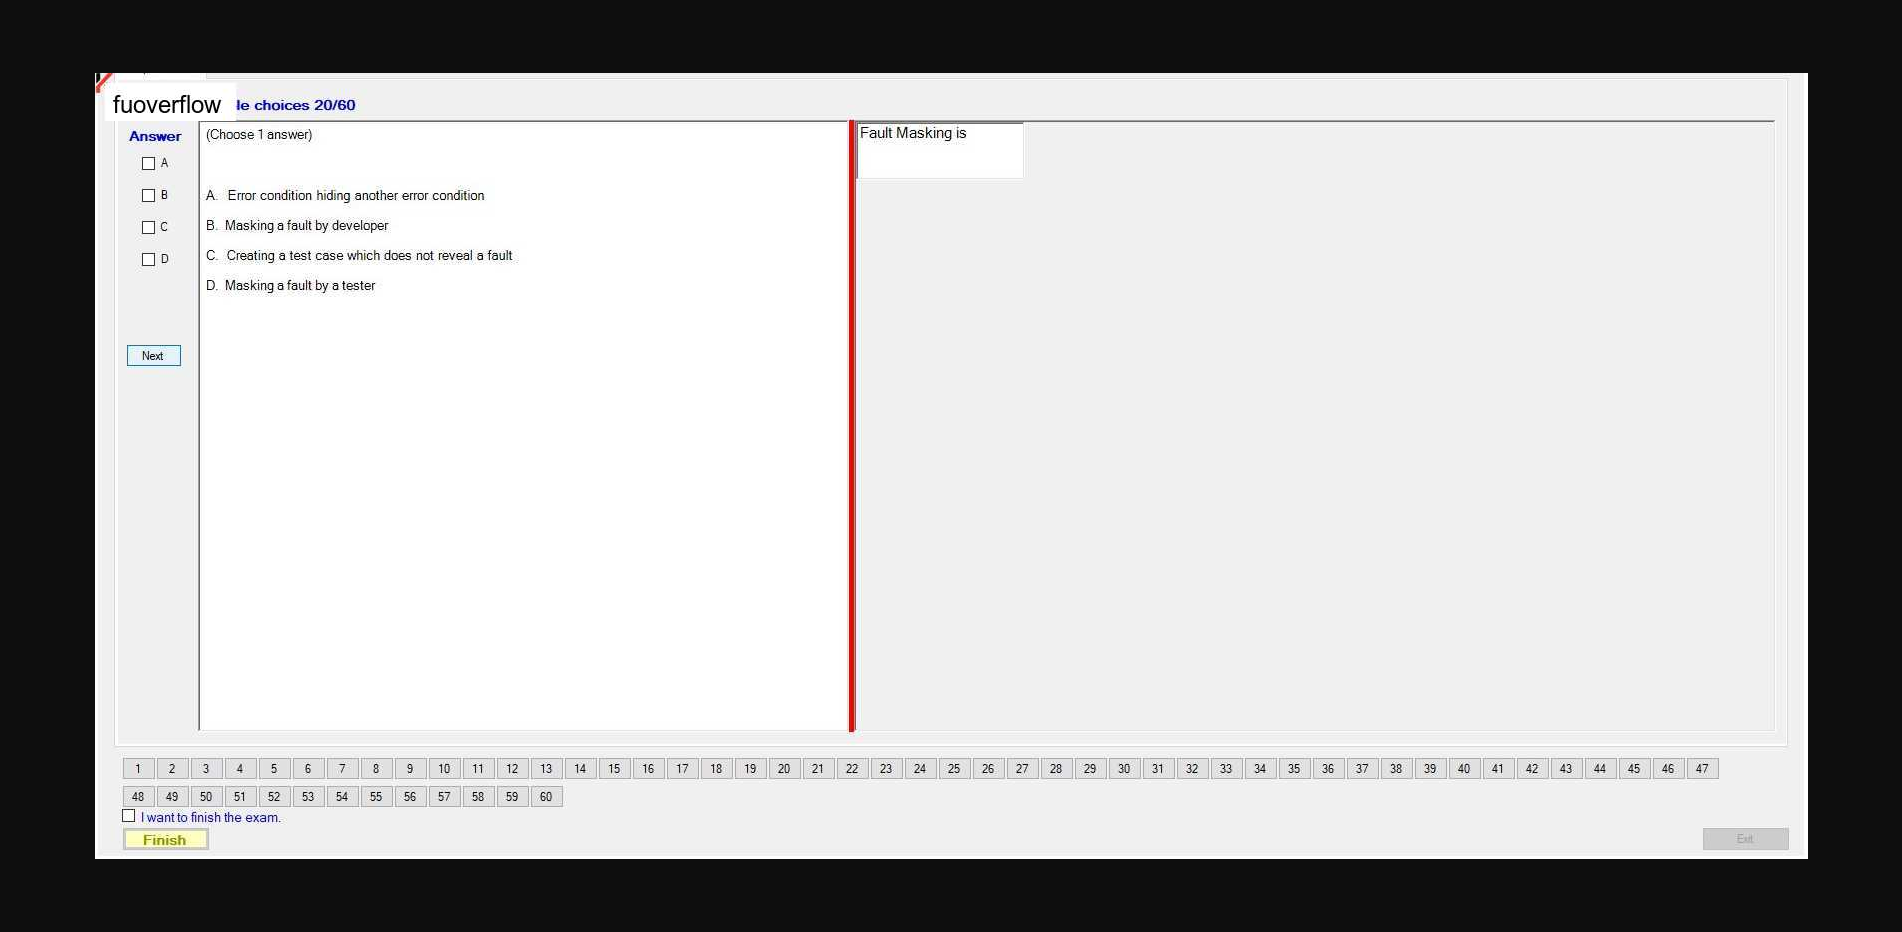 fuoverflow le choices 20/60
Answer
(Choose 1 answer)
Fault Masking is
A
B
C
D
A. Error condition hiding another error condition
B. Masking a fault by developer
C. Creating a test case which does not reveal a fault
D. Masking a fault by a tester
Next
1 2 3 4 5 6 7 8 9 10 11 12 13 14 15 16 17 18 19 20 21 22 23 24 25 26 27 28 29 30 31 32 33 34 35 36 37 38 39 40 41 42 43 44 45 46 47
48 49 50 51 52 53 54 55 56 57 58 59 60
I want to finish the exam.
Finish
Exit